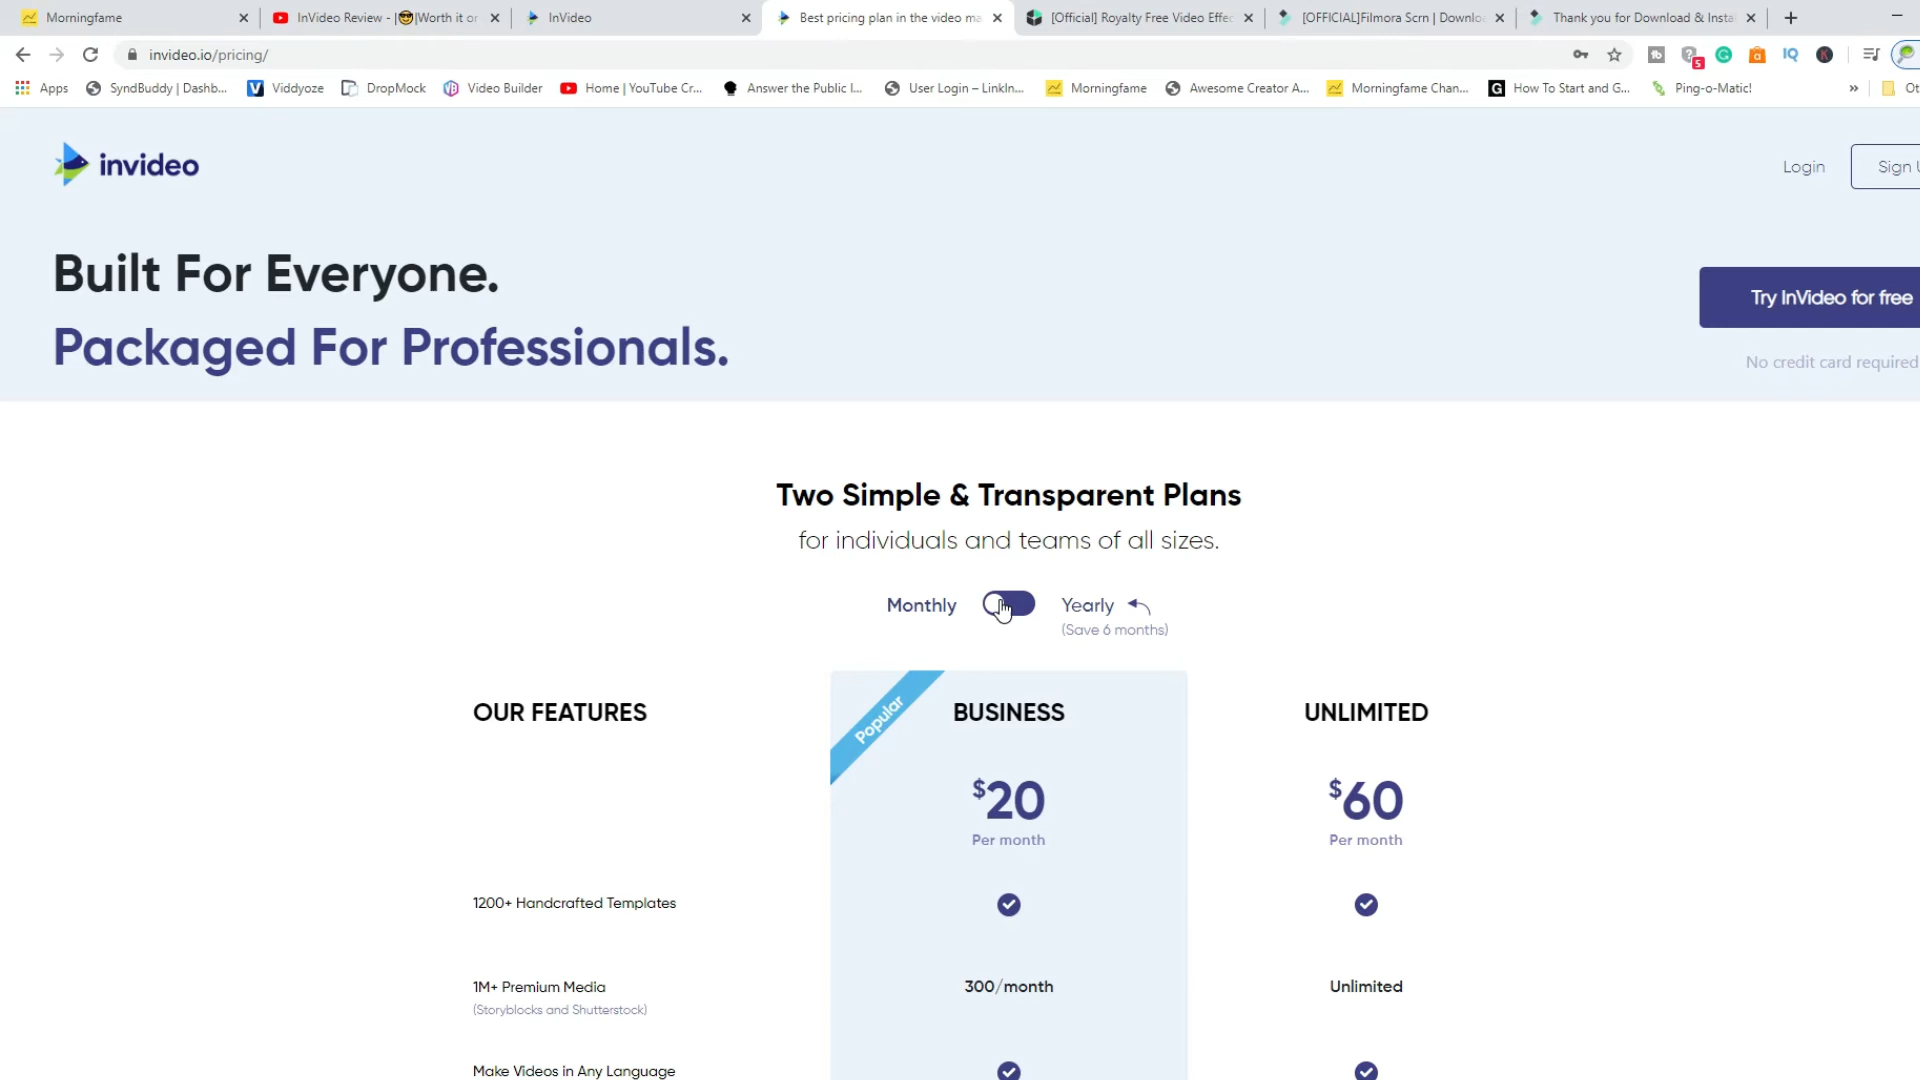 Morningfame
InVideo Review - |😎|Worth it or
InVideo
Best pricing plan in the video ma
[Official] Royalty Free Video Effec
[OFFICIAL]Filmora Scrn | Downlo
Thank you for Download & Insta
invideo.io/pricing/
IQ
5
Apps
SyndBuddy | Dashb...
Viddyoze
DropMock
Video Builder
Home | YouTube Cr...
Answer the Public I...
User Login – LinkIn...
Morningfame
Awesome Creator A...
Morningfame Chan...
How To Start and G...
Ping-o-Matic!
»
Ot
invideo
Login
Sign U
Built For Everyone.
Packaged For Professionals.
Try InVideo for free
No credit card required
Two Simple & Transparent Plans
for individuals and teams of all sizes.
Monthly
Yearly
(Save 6 months)
OUR FEATURES
Popular
BUSINESS
UNLIMITED
$20
$60
Per month
Per month
1200+ Handcrafted Templates
1M+ Premium Media
300/month
Unlimited
(Storyblocks and Shutterstock)
Make Videos in Any Language